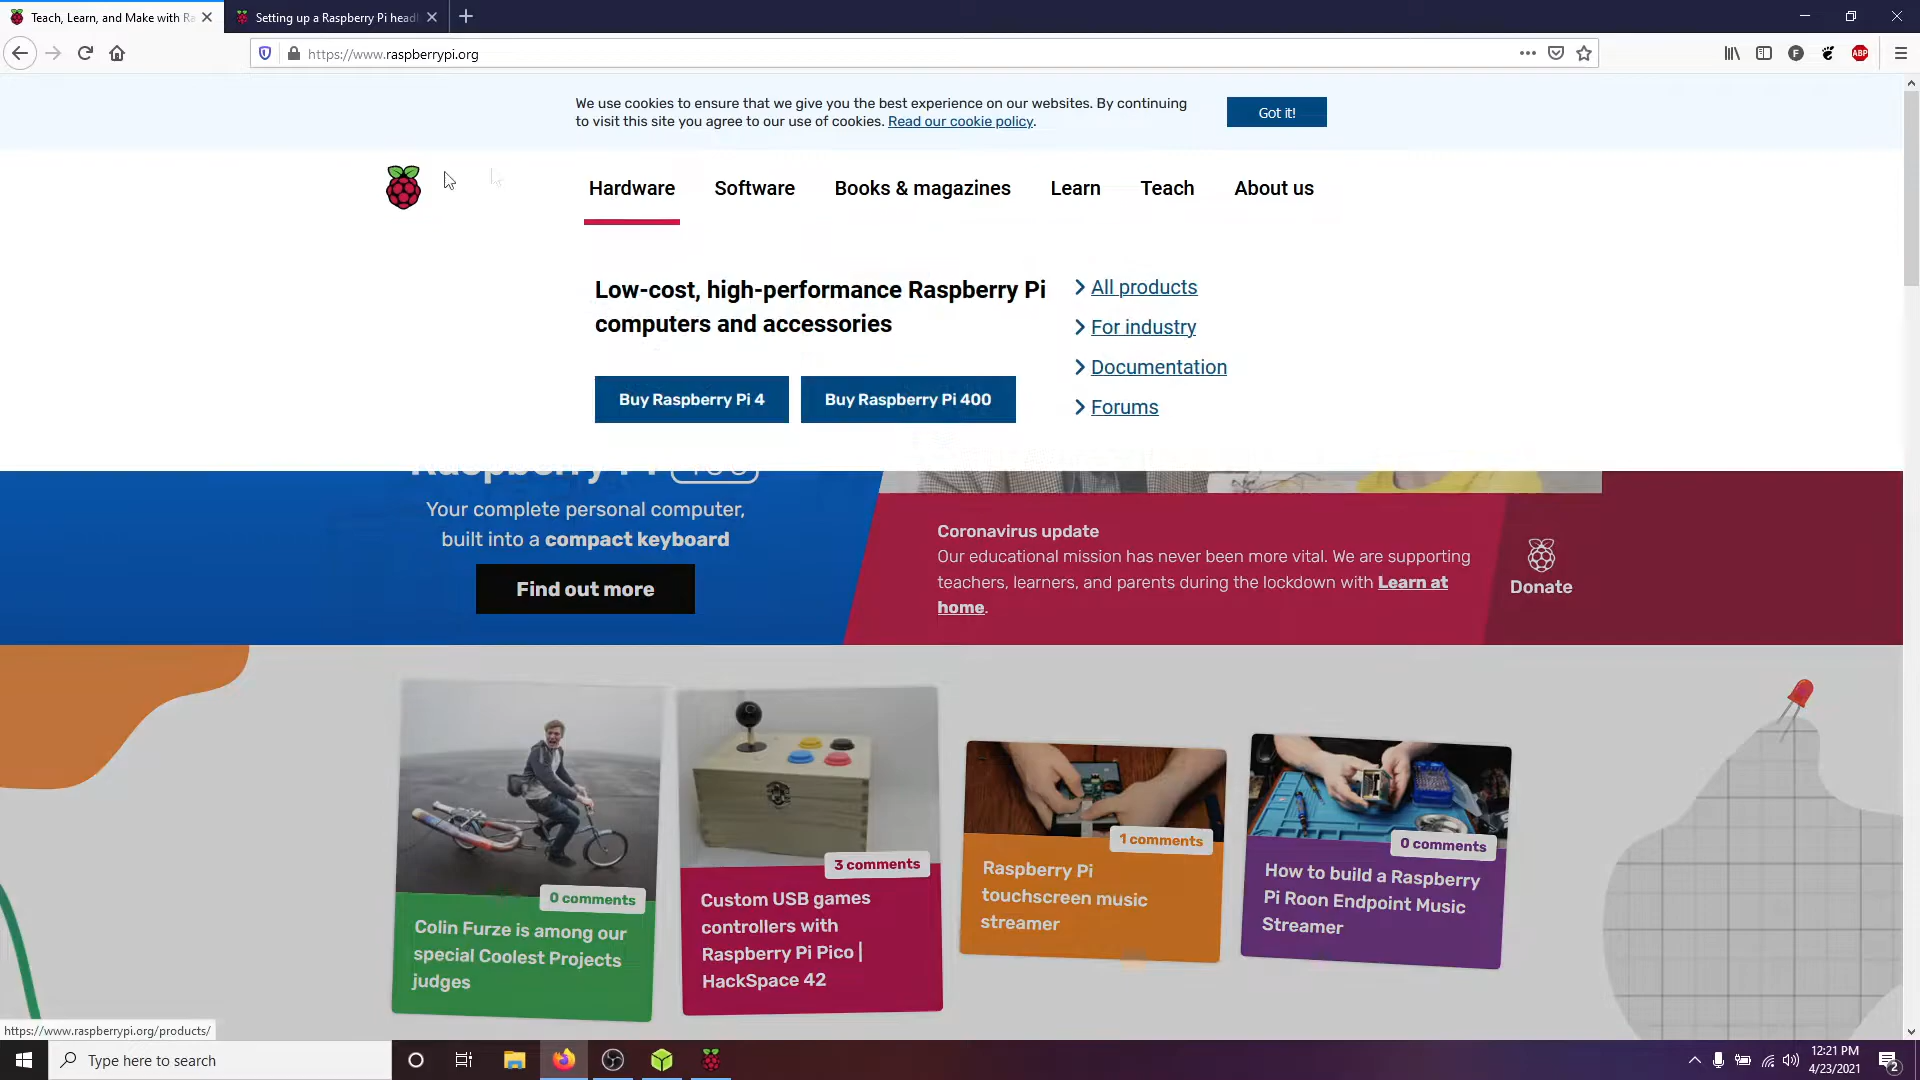 Teach, Learn, and Make with Ra
Setting up a Raspberry Pi headl
https://www.raspberrypi.org
F
ABP
We use cookies to ensure that we give you the best experience on our websites. By continuing
to visit this site you agree to our use of cookies. Read our cookie policy.
Got it!
Hardware
Software
Books & magazines
Learn
Teach
About us
Low-cost, high-performance Raspberry Pi
computers and accessories
All products
For industry
Documentation
Forums
Buy Raspberry Pi 4
Buy Raspberry Pi 400
Raspberry Pi 400
Your complete personal computer,
built into a compact keyboard
Find out more
Coronavirus update
Our educational mission has never been more vital. We are supporting
teachers, learners, and parents during the lockdown with Learn at
home.
Donate
0 comments
Colin Furze is among our
special Coolest Projects
judges
3 comments
Custom USB games
controllers with
Raspberry Pi Pico |
HackSpace 42
1 comments
Raspberry Pi
touchscreen music
streamer
0 comments
How to build a Raspberry
Pi Roon Endpoint Music
Streamer
https://www.raspberrypi.org/products/
Type here to search
12:21 PM
4/23/2021
2